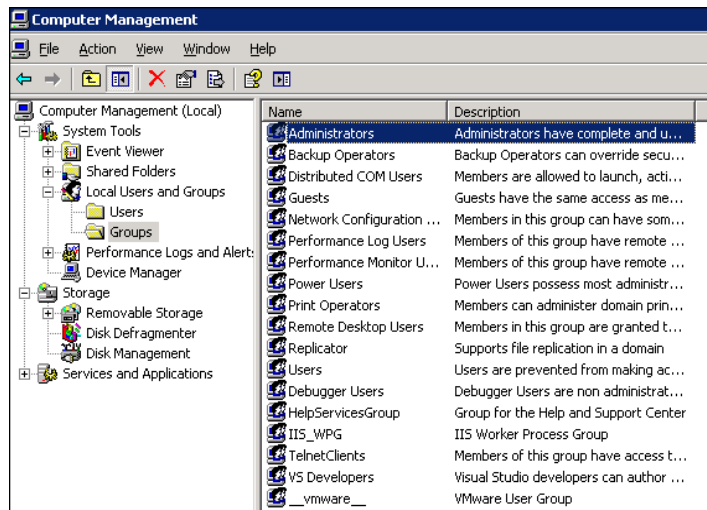 Computer Management
File Action View Window Help
Computer Management (Local)
System Tools
Event Viewer
Shared Folders
Local Users and Groups
Users
Groups
Performance Logs and Alert:
Device Manager
Storage
Removable Storage
Disk Defragmenter
Disk Management
Services and Applications
Name Description
Administrators Administrators have complete and u...
Backup Operators Backup Operators can override secu...
Distributed COM Users Members are allowed to launch, acti...
Guests Guests have the same access as me...
Network Configuration ... Members in this group can have som...
Performance Log Users Members of this group have remote ...
Performance Monitor U... Members of this group have remote ...
Power Users Power Users possess most administr...
Print Operators Members can administer domain prin...
Remote Desktop Users Members in this group are granted t...
Replicator Supports file replication in a domain
Users Users are prevented from making ac...
Debugger Users Debugger Users are non administrat...
HelpServicesGroup Group for the Help and Support Center
IIS_WPG IIS Worker Process Group
TelnetClients Members of this group have access t...
VS Developers Visual Studio developers can author ...
__vmware__ VMware User Group